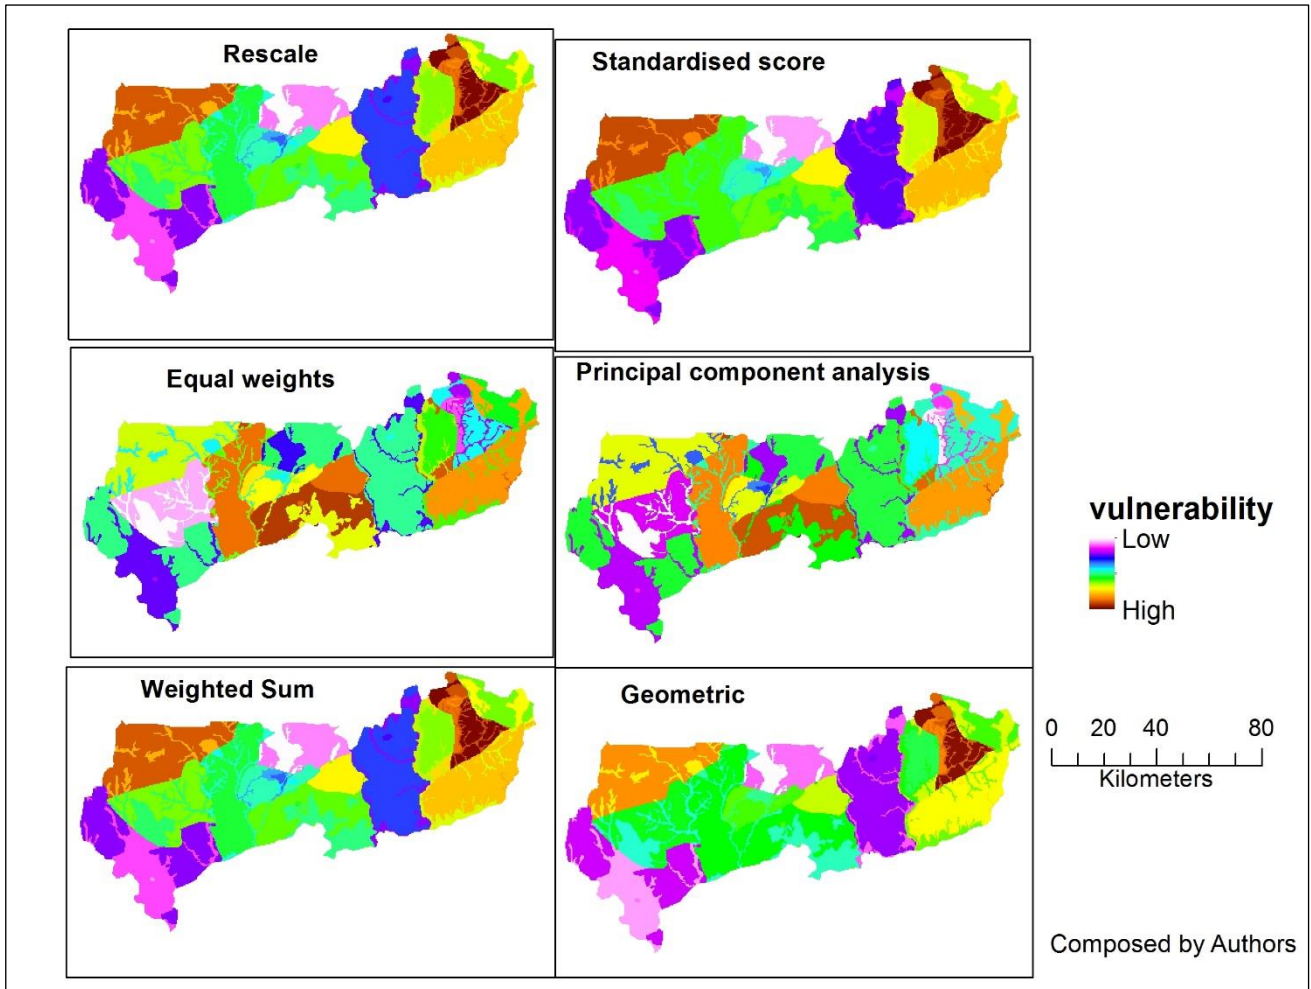 Rescale
Standardised score
Equal weights
Principal component analysis
Weighted Sum
Geometric
vulnerability
Low
High
0 20 40 80
Kilometers
Composed by Authors